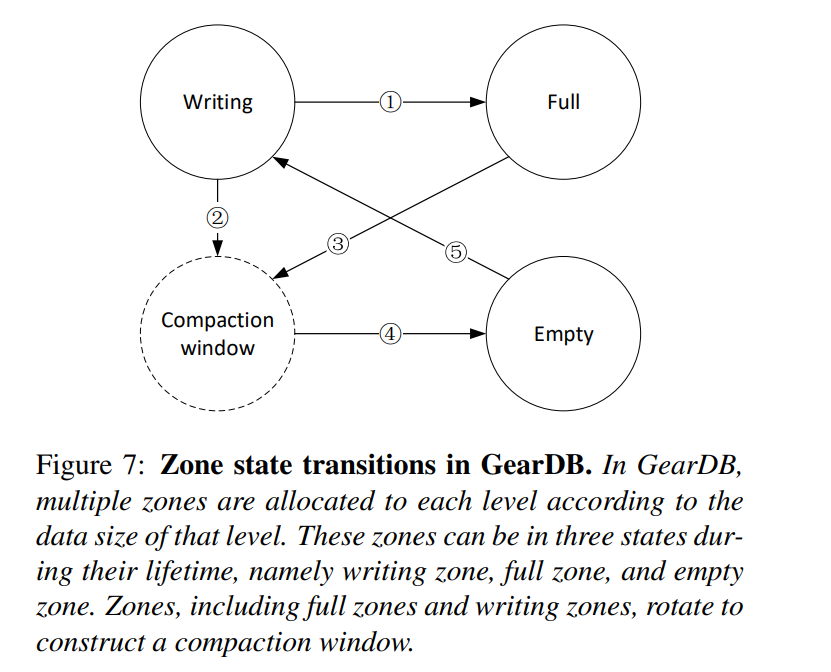 Writing
①
Full
②
③
⑤
Compaction
window
④
Empty
Figure 7: Zone state transitions in GearDB. In GearDB,
multiple zones are allocated to each level according to the
data size of that level. These zones can be in three states dur-
ing their lifetime, namely writing zone, full zone, and empty
zone. Zones, including full zones and writing zones, rotate to
construct a compaction window.